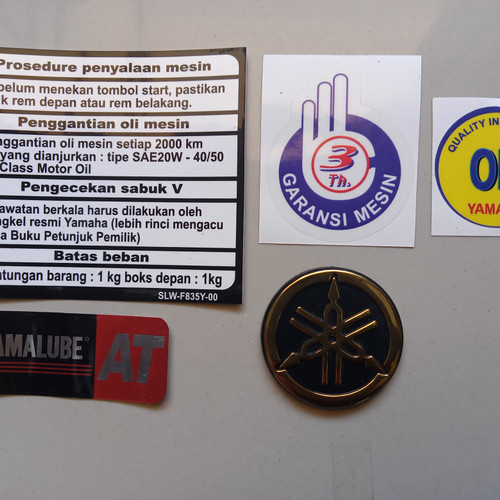 Prosedure penyalaan mesin
belum menekan tombol start, pastikan
k rem depan atau rem belakang.
Penggantian oli mesin
nggantian oli mesin setiap 2000 km
yang dianjurkan : tipe SAE20W - 40/50
Class Motor Oil
Pengecekan sabuk V
awatan berkala harus dilakukan oleh
ngkel resmi Yamaha (lebih rinci mengacu
a Buku Petunjuk Pemilik)
Batas beban
ntungan barang : 1 kg boks depan : 1kg
SLW-F835Y-00
AMALUBE® AT
3
Th.
GARANSI MESIN
QUALITY IN
YAMA